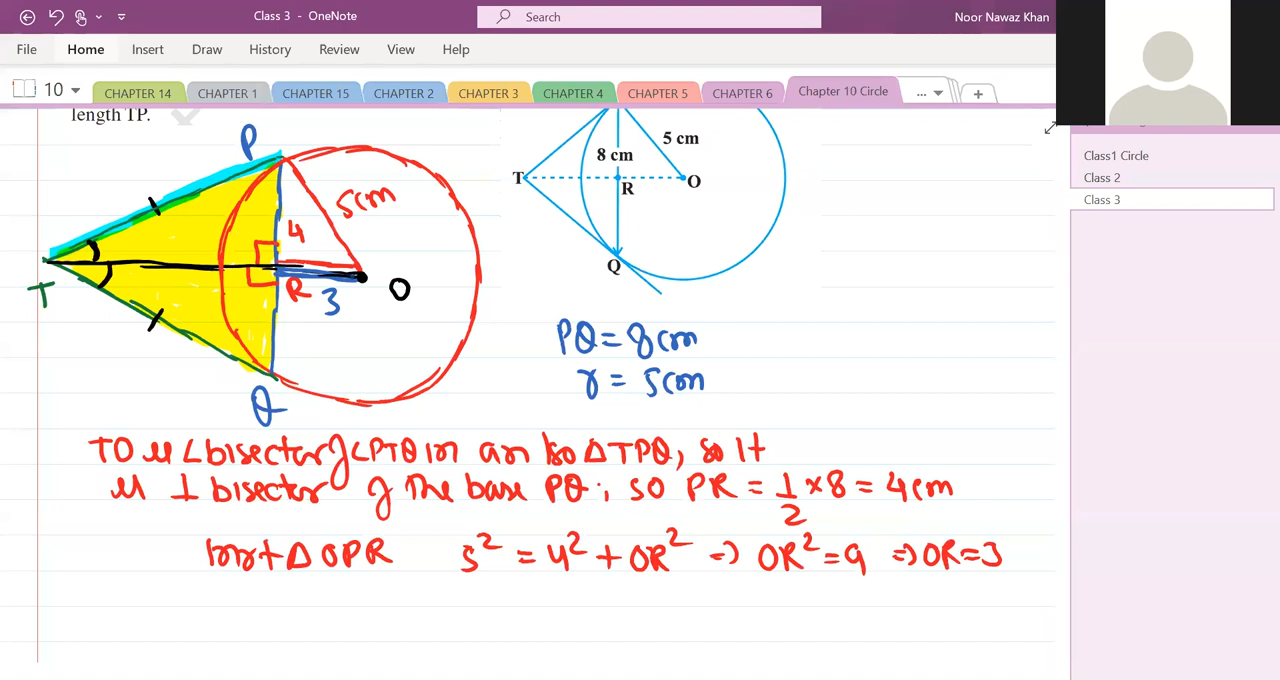 Class 3 - OneNote
Search
Noor Nawaz Khan
File Home Insert Draw History Review View Help
10
CHAPTER 14 CHAPTER 1 CHAPTER 15 CHAPTER 2 CHAPTER 3 CHAPTER 4 CHAPTER 5 CHAPTER 6 Chapter 10 Circle ... +
Class1 Circle
Class 2
Class 3
length TP.
P
5cm
4
T
R
3
O
Q
5 cm
8 cm
T
R
O
Q
PQ = 8cm
r = 5cm
TO is ∠bisector of ∠PTQ in an iso △TPQ, so it
is ⊥ bisector of the base PQ. so PR = 1/2 × 8 = 4cm
In rt △ OPR 5² = 4² + OR² ⇒ OR² = 9 ⇒ OR = 3